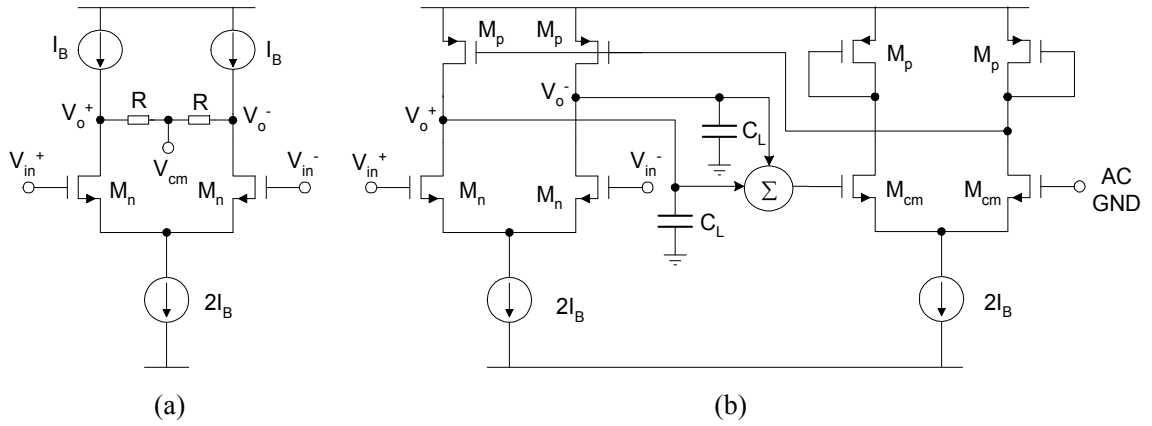 I_B
I_B
R
R
V_o^+
V_o^-
V_cm
V_in^+
V_in^-
M_n
M_n
2I_B
(a)
M_p
M_p
M_p
M_p
V_o^-
V_o^+
C_L
V_in^+
V_in^-
Σ
M_n
M_n
M_cm
M_cm
AC
GND
C_L
2I_B
2I_B
(b)